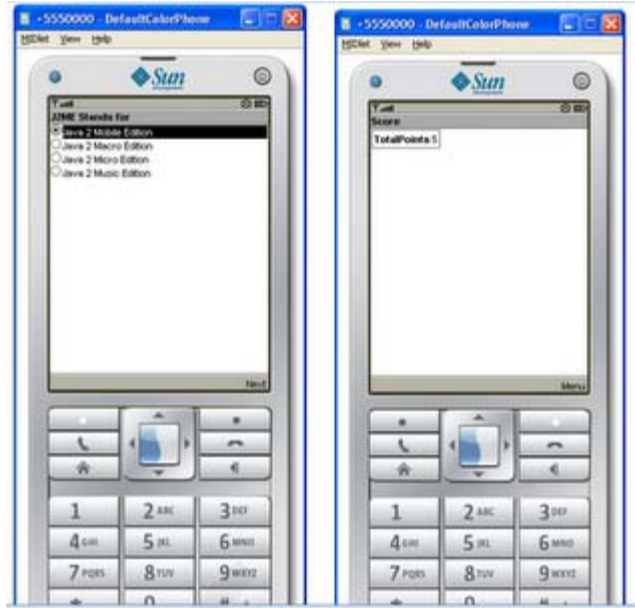 +5550000 - DefaultColorPhone
MIDlet View Help
Sun
J2ME Stands for
Java 2 Mobile Edition
Java 2 Macro Edition
Java 2 Micro Edition
Java 2 Music Edition
Next
1
2 ABC
3 DEF
4 GHI
5 JKL
6 MNO
7 PQRS
8 TUV
9 WXYZ
*
0
#
+5550000 - DefaultColorPhone
MIDlet View Help
Sun
Score
TotalPoints 5
Menu
1
2 ABC
3 DEF
4 GHI
5 JKL
6 MNO
7 PQRS
8 TUV
9 WXYZ
*
0
#